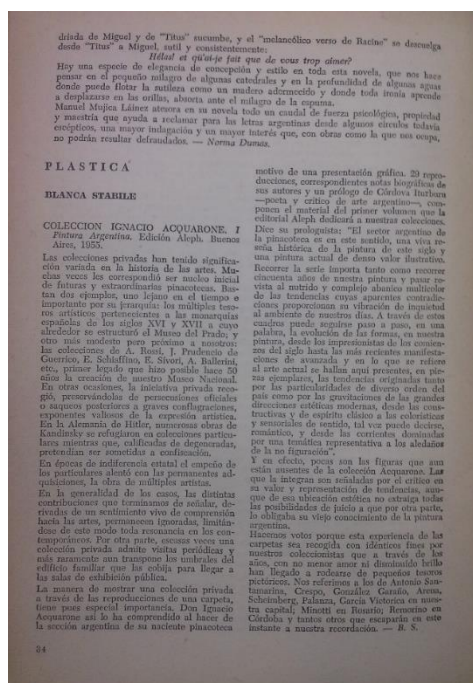 dríada de Miguel y de "Titus" sucumbe, y el "melancólico verso de Racine" se descuelga
desde "Titus" a Miguel, sutil y consistentemente:
Hélas! et qu'ai-je fait que de vous trop aimer?
Hay una especie de elegancia de concepción y estilo en toda esta novela, que nos hace
pensar en el pequeño milagro de algunas catedrales y en la profundidad de algunas aguas
donde puede flotar la sutileza como un madero adormecido y donde toda ironía aprende
a desplazarse en las orillas, absorta ante el milagro de la espuma.
Manuel Mujica Láinez atesora en su novela todo un caudal de fuerza psicológica, propiedad
y maestría que ayuda a reclamar para las letras argentinas desde algunos círculos todavía
escépticos, una mayor indagación y un mayor interés que, con obras como la que nos ocupa,
no podrán resultar defraudados. — Norma Dumas.
PLASTICA
BLANCA STABILE
COLECCION IGNACIO ACQUARONE. I
Pintura Argentina. Edición Aleph. Buenos
Aires, 1955.
Las colecciones privadas han tenido significa-
ción variada en la historia de las artes. Mu-
chas veces les correspondió ser núcleo inicial
de futuras y extraordinarias pinacotecas. Bas-
tan dos ejemplos, uno lejano en el tiempo e
importante por su jerarquía: los múltiples teso-
ros artísticos pertenecientes a las monarquías
españolas de los siglos XVI y XVII a cuyo
alrededor se estructuró el Museo del Prado, y
otro más modesto pero próximo a nosotros:
las colecciones de A. Rossi, J. Prudencio de
Guerrico, E. Schiaffino, E. Sívori, A. Ballerini,
etc., primer legado que hizo posible hace 50
años la creación de nuestro Museo Nacional.
En otras ocasiones, la iniciativa privada reco-
gió, preservándolas de persecuciones oficiales
o saqueos posteriores a graves conflagraciones,
exponentes valiosos de la expresión artística.
En la Alemania de Hitler, numerosas obras de
Kandinsky se refugiaron en colecciones particu-
lares mientras que, calificadas de degeneradas,
pretendían ser sometidas a confiscación.
En épocas de indiferencia estatal el empeño de
los particulares alentó con las permanentes ad-
quisiciones, la obra de múltiples artistas.
En la generalidad de los casos, las distintas
contribuciones que terminamos de señalar, de-
rivadas de un sentimiento vivo de comprensión
hacia las artes, permanecen ignoradas, limitán-
dose de este modo toda resonancia en los con-
temporáneos. Por otra parte, escasas veces una
colección privada admite visitas periódicas y
más raramente aun transpone los umbrales del
edificio familiar que las cobija para llegar a
las salas de exhibición pública.
La manera de mostrar una colección privada
a través de las reproducciones de una carpeta,
tiene pues especial importancia. Don Ignacio
Acquarone así lo ha comprendido al hacer de
la sección argentina de su naciente pinacoteca
motivo de una presentación gráfica. 29 repro-
ducciones, correspondientes notas biográficas de
sus autores y un prólogo de Córdova Iturburu
—poeta y crítico de arte argentino—, com-
ponen el material del primer volumen que la
editorial Aleph dedicará a nuestras colecciones.
Dice su prologuista: "El sector argentino de
la pinacoteca es en este sentido, una viva re-
seña histórica de la pintura de este siglo y
una pintura actual de denso valor ilustrativo.
Recorrer la serie importa tanto como recorrer
cincuenta años de nuestra pintura y pasar re-
vista al nutrido y complejo abanico multicolor
de las tendencias cuyas aparentes contradic-
ciones proporcionan su vibración de inquietud
al ambiente de nuestros días. A través de estos
cuadros puede seguirse paso a paso, en una
palabra, la evolución de las formas, en nuestra
pintura, desde los impresionistas de los comien-
zos del siglo hasta las más recientes manifesta-
ciones de avanzada y en lo que se refiere
al arte actual se hallan aquí presentes, en pie-
zas ejemplares, las tendencias originadas tanto
por las particularidades de diverso orden del
país como por las gravitaciones de las grandes
direcciones estéticas modernas, desde las cons-
tructivas y de espíritu clásico a las coloristas
y sensoriales de sentido, tal vez puede decirse,
romántico, y desde las corrientes dominadas
por una temática representativa a los aledaños
de la no figuración".
Y en efecto, pocos son las figuras que aun
están ausentes de la colección Acquarone. Las
que la integran son señaladas por el crítico en
su valor y representación de tendencias, aun-
que de esa ubicación estética no extraiga todas
las posibilidades de juicio a que por otra parte,
lo obligaba su viejo conocimiento de la pintura
argentina.
Hacemos votos porque esta experiencia de las
carpetas sea recogida con idénticos fines por
nuestros coleccionistas que a través de los
años, con no menor amor ni disminuido brillo
han llegado a rodearse de pequeños tesoros
pictóricos. Nos referimos a los de Antonio San-
tamarina, Crespo, González Garaño, Arena,
Scheimberg, Palanza, García Victorica en nues-
tra capital; Minotti en Rosario; Remorino en
Córdoba y tantos otros que escaparán en este
instante a nuestra recordación. — B. S.
24